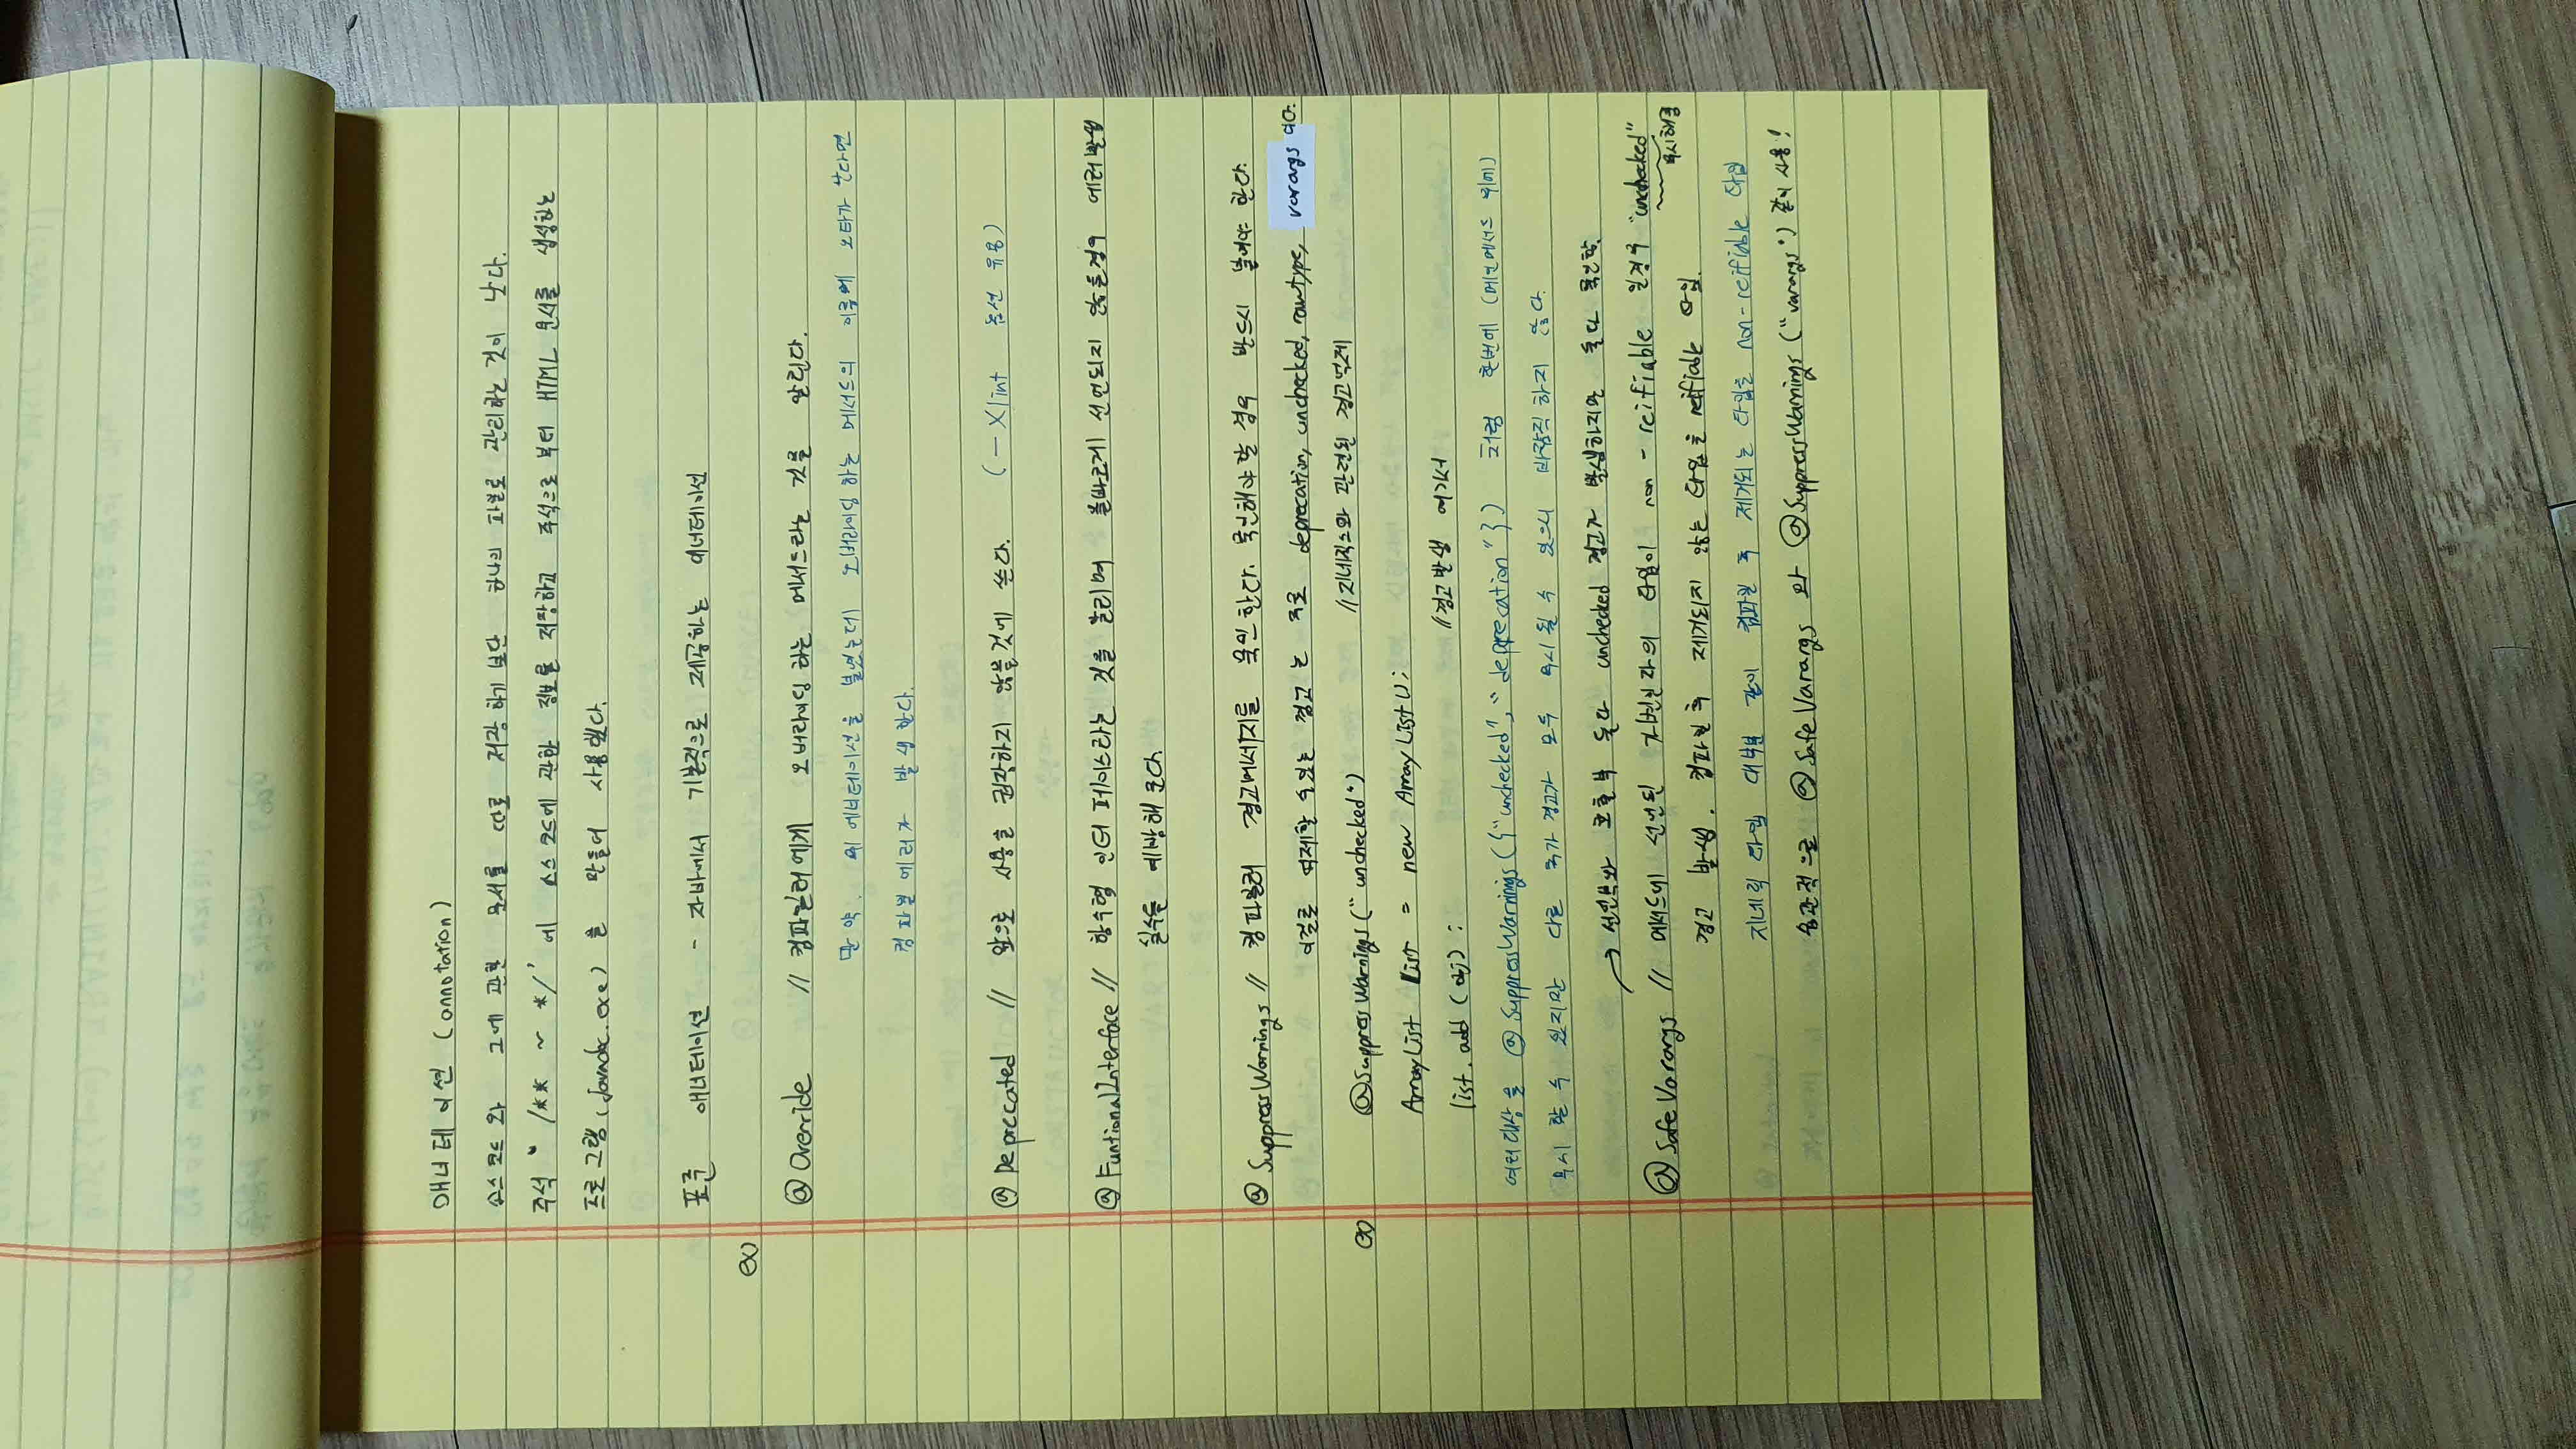 애너테이션 (annotation)
소스코드와 그에 관한 문서를 따로 저장하기 보단 하나의 파일로 관리하는 것이 낫다.
주석 ‘ /** ~ */ ’ 에 소스코드에 관한 정보를 저장하고 주석으로 부터 HTML 문서를 생성하는
프로그램(javadoc.exe) 을 만들어 사용했다.
표준 애너테이션 - 자바에서 기본적으로 제공하는 애너테이션
ex)
@Override // 컴파일러에게 오버라이딩 하는 메서드라는 것을 알린다.
만약. 위 애너테이션을 붙였는데 오버라이딩 하는 메서드의 이름에 오타가 난다면
컴파일 에러가 발생한다.
@Deprecated // 앞으로 사용을 권장하지 않을것에 쓴다. (-Xlint 옵션 유용)
@FuntionalInterface // 함수형 인터페이스라는 것을 알리며 올바르게 선언되지 않을경우 에러발생
실수를 예방해 준다.
@SuppressWarnings // 컴파일러 경고메세지를 묵인한다. 묵인해야할 경우 반드시 붙여야 한다.
이걸로 억제할 수 있는 경고는 주로 deprecation, unchecked, rawtype, varargs 이다.
ex) @SuppressWarnings("unchecked") //지네릭스와 관련된 경고억제
ArrayList list = new ArrayList();
list.add(obj); //경고발생 여기서
여러대상을 @SuppressWarnings({"unchecked", "deprecation"}) 처럼 한번에 (메인메서드 위에)
무시 할 수 있지만 다른 추가 경고가 모두 무시 될 수 있으니 바람직 하지 않다.
→ 선언부와 호출부 둘다 unchecked 경고가 발생하지만 둘다 묵인함.
@SafeVarargs // 메서드에 선언된 가변인자의 타입이 non-reifiable 일경우 "unchecked"
무시해줌
경고 발생. 컴파일 후 제거되지 않는 타입을 reifiable 타입.
지네릭 타입 대부분 같이 컴파일 후 제거되는 타입을 non-reifiable 타입
습관적으로 @SafeVarargs 와 @SuppressWarnings("varargs") 같이 사용!